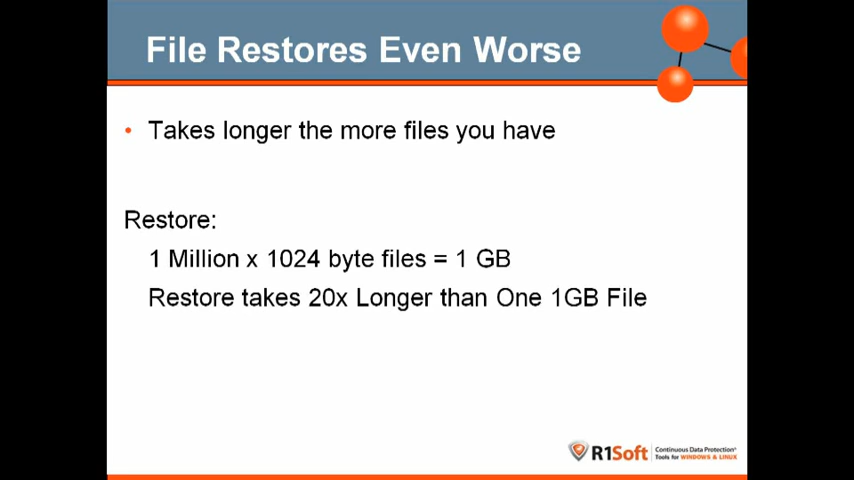 File Restores Even Worse
• Takes longer the more files you have
Restore:
1 Million x 1024 byte files = 1 GB
Restore takes 20x Longer than One 1GB File
R1Soft
Continuous Data Protection®
Tools for WINDOWS & LINUX